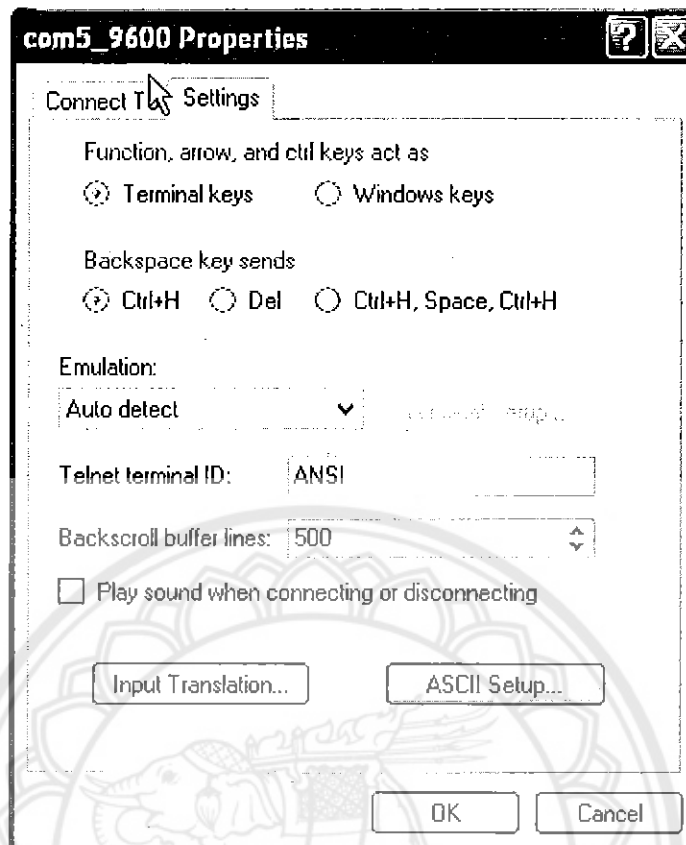 com5_9600 Properties
Connect T
Settings
Function, arrow, and ctrl keys act as
Terminal keys
Windows keys
Backspace key sends
Ctrl+H
Del
Ctrl+H, Space, Ctrl+H
Emulation:
Auto detect
Telnet terminal ID:
ANSI
Backscroll buffer lines:
500
Play sound when connecting or disconnecting
Input Translation...
ASCII Setup...
OK
Cancel